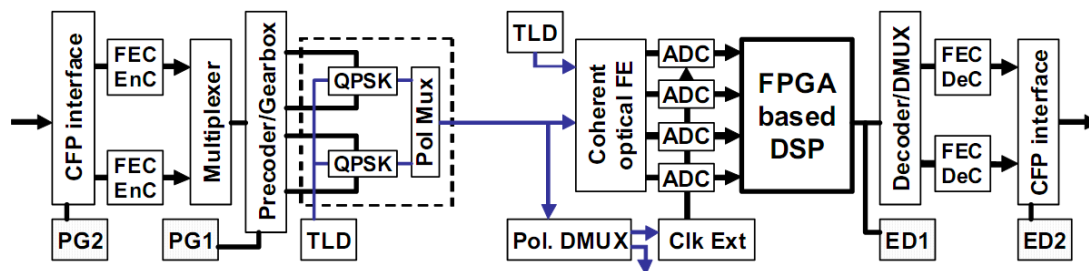 CFP interface
FEC
EnC
FEC
EnC
Multiplexer
Precoder/Gearbox
QPSK
QPSK
Pol Mux
PG2
PG1
TLD
TLD
Coherent
optical FE
ADC
ADC
ADC
ADC
FPGA
based
DSP
Decoder/DMUX
FEC
DeC
FEC
DeC
CFP interface
Pol. DMUX
Clk Ext
ED1
ED2